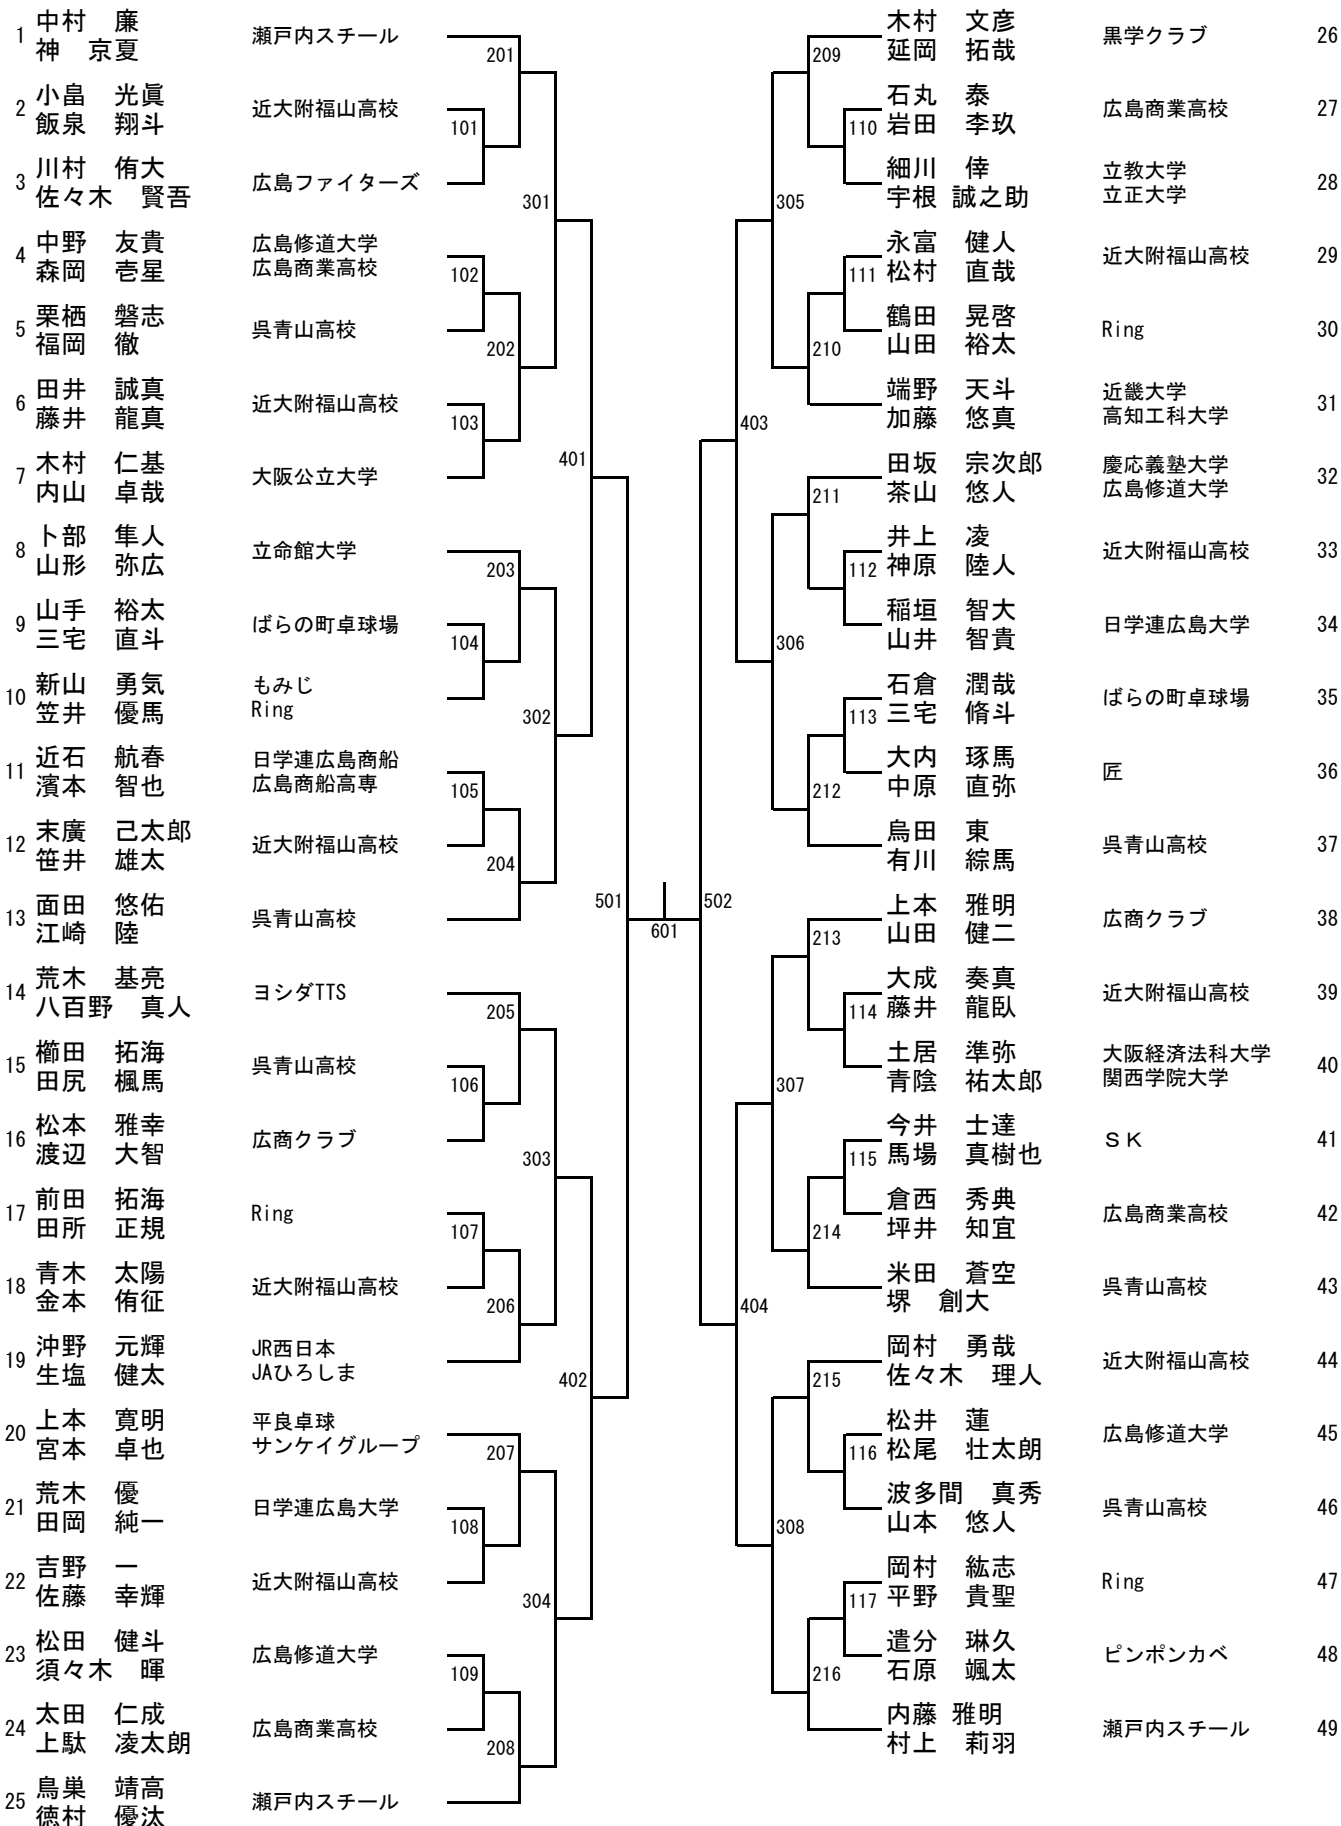 1 中村 廉 瀬戸内スチール
神 京夏
201
2 小畠 光眞 近大附福山高校
飯泉 翔斗
101
3 川村 侑大 広島ファイターズ
佐々木 賢吾
301
4 中野 友貴 広島修道大学
森岡 壱星 広島商業高校
102
5 栗栖 磐志 呉青山高校
福岡 徹
202
6 田井 誠真 近大附福山高校
藤井 龍真
103
401
7 木村 仁基 大阪公立大学
内山 卓哉
8 卜部 隼人 立命館大学
山形 弥広
203
9 山手 裕太 ばらの町卓球場
三宅 直斗
104
10 新山 勇気 もみじ
笠井 優馬 Ring
302
11 近石 航春 日学連広島商船
濱本 智也 広島商船高専
105
12 末廣 己太郎 近大附福山高校
笹井 雄太
204
501
13 面田 悠佑 呉青山高校
江崎 陸
601
14 荒木 基亮 ヨシダTTS
八百野 真人
205
15 櫛田 拓海 呉青山高校
田尻 楓馬
106
16 松本 雅幸 広商クラブ
渡辺 大智
303
17 前田 拓海 Ring
田所 正規
107
18 青木 太陽 近大附福山高校
金本 侑征
206
19 沖野 元輝 JR西日本
生塩 健太 JAひろしま
402
20 上本 寛明 平良卓球
宮本 卓也 サンケイグループ
207
21 荒木 優 日学連広島大学
田岡 純一
108
22 吉野 一 近大附福山高校
佐藤 幸輝
304
23 松田 健斗 広島修道大学
須々木 暉
109
24 太田 仁成 広島商業高校
上駄 凌太朗
208
25 鳥巣 靖高 瀬戸内スチール
徳村 優汰
木村 文彦 黒学クラブ 26
延岡 拓哉
209
石丸 泰 広島商業高校 27
岩田 李玖
110
細川 倖 立教大学 28
宇根 誠之助 立正大学
305
永富 健人 近大附福山高校 29
松村 直哉
111
鶴田 晃啓 Ring 30
山田 裕太
210
端野 天斗 近畿大学 31
加藤 悠真 高知工科大学
403
田坂 宗次郎 慶応義塾大学 32
茶山 悠人 広島修道大学
211
井上 凌 近大附福山高校 33
神原 陸人
112
稲垣 智大 日学連広島大学 34
山井 智貴
306
石倉 潤哉 ばらの町卓球場 35
三宅 脩斗
113
大内 琢馬 匠 36
中原 直弥
212
烏田 東 呉青山高校 37
有川 綜馬
502
上本 雅明 広商クラブ 38
山田 健二
213
大成 奏真 近大附福山高校 39
藤井 龍臥
114
土居 準弥 大阪経済法科大学 40
青陰 祐太郎 関西学院大学
307
今井 士達 ＳＫ 41
馬場 真樹也
115
倉西 秀典 広島商業高校 42
坪井 知宜
214
米田 蒼空 呉青山高校 43
堺 創大
404
岡村 勇哉 近大附福山高校 44
佐々木 理人
215
松井 蓮 広島修道大学 45
松尾 壮太朗
116
波多間 真秀 呉青山高校 46
山本 悠人
308
岡村 紘志 Ring 47
平野 貴聖
117
遣分 琳久 ピンポンカベ 48
石原 颯太
216
内藤 雅明 瀬戸内スチール 49
村上 莉羽